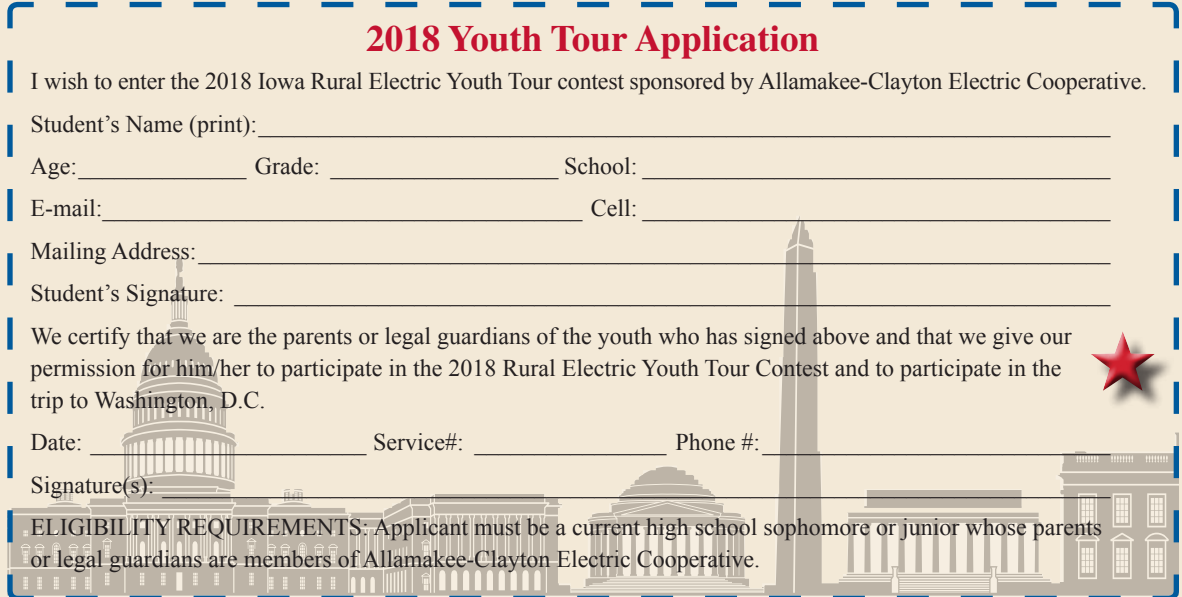 2018 Youth Tour Application
I wish to enter the 2018 Iowa Rural Electric Youth Tour contest sponsored by Allamakee-Clayton Electric Cooperative.
Student’s Name (print):
Age: Grade: School:
E-mail: Cell:
Mailing Address:
Student’s Signature:
We certify that we are the parents or legal guardians of the youth who has signed above and that we give our
permission for him/her to participate in the 2018 Rural Electric Youth Tour Contest and to participate in the
trip to Washington, D.C.
Date: Service#: Phone #:
Signature(s):
ELIGIBILITY REQUIREMENTS: Applicant must be a current high school sophomore or junior whose parents
or legal guardians are members of Allamakee-Clayton Electric Cooperative.